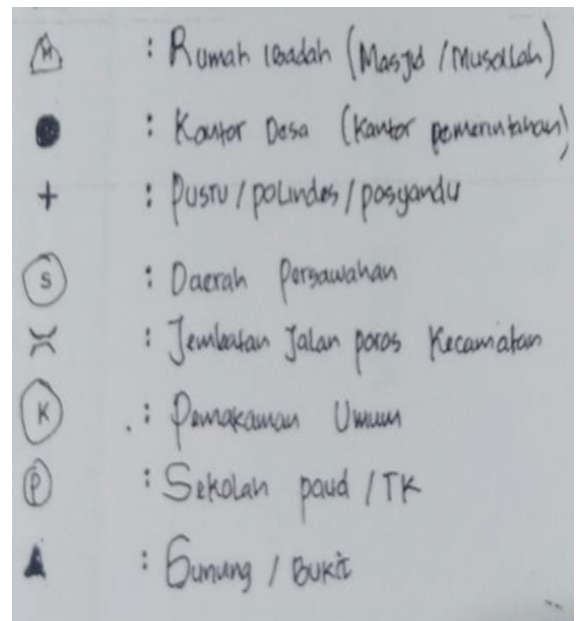 M : Rumah Ibadah (Masjid / Musallah)
: Kantor Desa (Kantor pemerintahan)
+ : Pustu / polindes / posyandu
S : Daerah Persawahan
: Jembatan Jalan poros Kecamatan
K : Pemakaman Umum
P : Sekolah paud / TK
: Gunung / Bukit